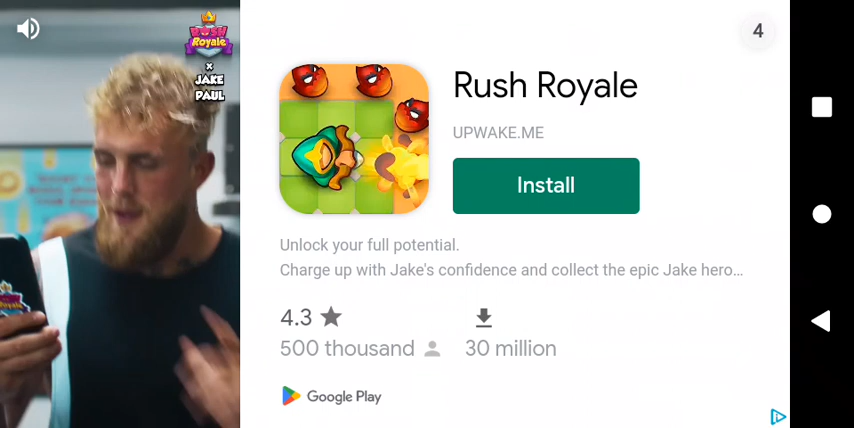 RUSH
Royale
x
JAKE
PAUL
4
Rush Royale
UPWAKE.ME
Install
Unlock your full potential.
Charge up with Jake's confidence and collect the epic Jake hero...
4.3
500 thousand
30 million
Google Play